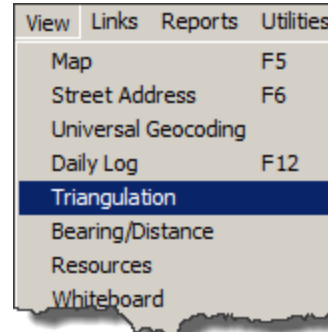 View Links Reports Utilities
Map F5
Street Address F6
Universal Geocoding
Daily Log F12
Triangulation
Bearing/Distance
Resources
Whiteboard